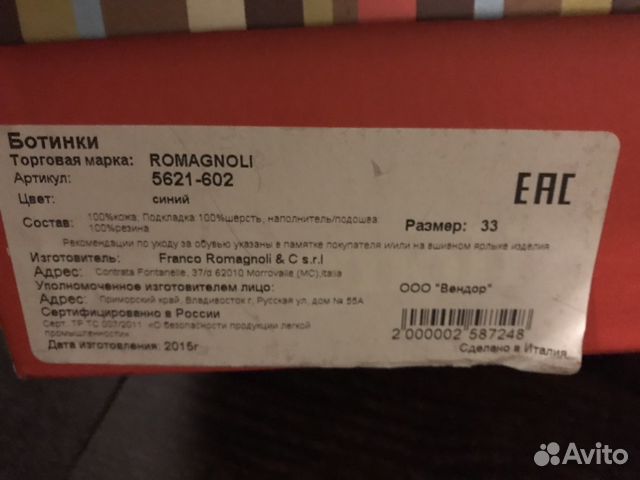 Ботинки
Торговая марка: ROMAGNOLI
Артикул: 5621-602
Цвет: синий
EAC
Состав: 100%кожа; Подкладка:100%шерсть, наполнитель/подошва: 100%резина
Размер: 33
Рекомендации по уходу за обувью указаны в памятке покупателя и/или на вшивном ярлыке изделия
Изготовитель: Franco Romagnoli & C s.r.l
Адрес: Contrata Fontanelle, 37/a 62010 Morrovalle (MC),Italia
Уполномоченное изготовителем лицо: ООО "Вендор"
Адрес: Приморский край, Владивосток г, Русская ул, дом № 55А
Сертифицировано в России
Серт. ТР ТС 007/2011 «О безопасности продукции легкой
промышленности»
2 000002 587248
Дата изготовления: 2015г
Сделано в Италия
Avito